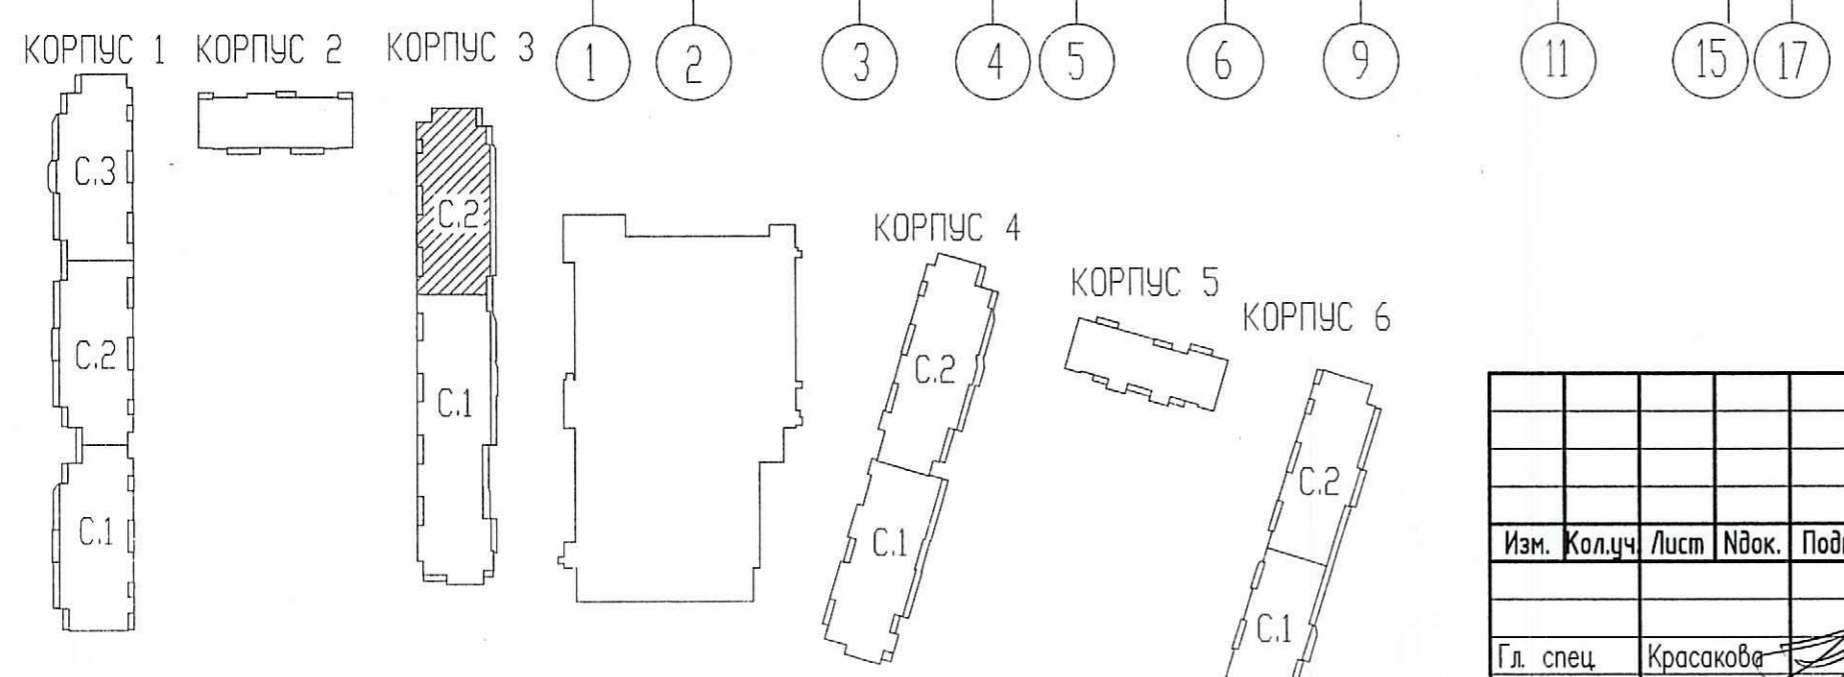 1 2 3 4 5 6 9 11 15 17
КОРПУС 1 КОРПУС 2 КОРПУС 3
С.3
С.2
С.1
С.2
С.1
КОРПУС 4
С.2
С.1
КОРПУС 5
КОРПУС 6
С.2
С.1
Изм. Кол.уч. Лист Nдок.
Гл. спец Красакова